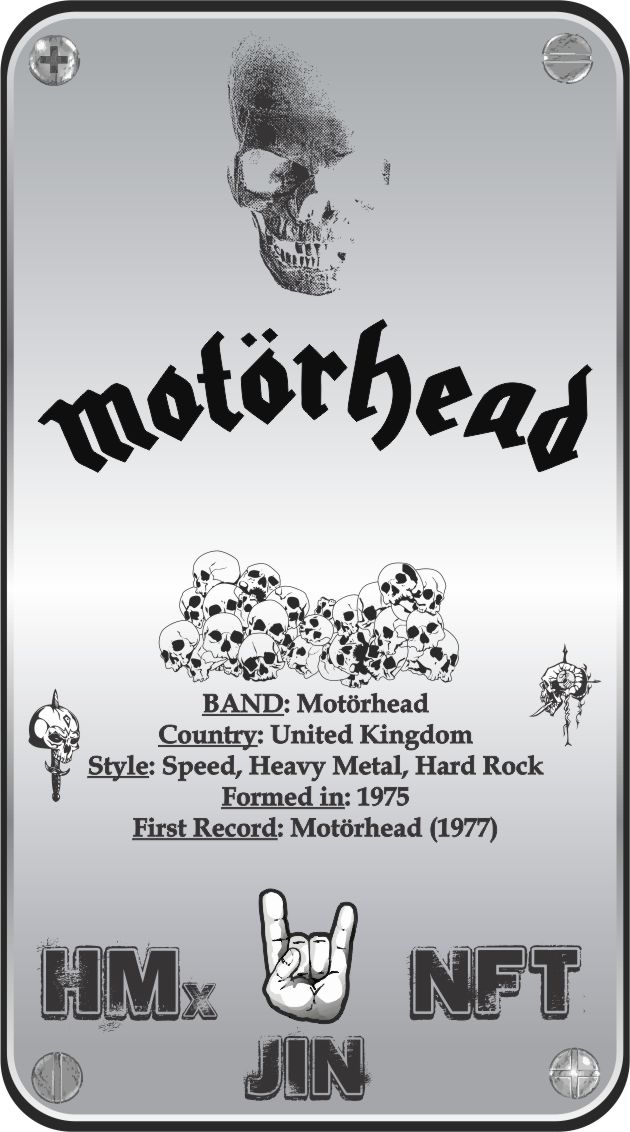 motörhead
BAND: Motörhead
Country: United Kingdom
Style: Speed, Heavy Metal, Hard Rock
Formed in: 1975
First Record: Motörhead (1977)
HMx NFT
JIN